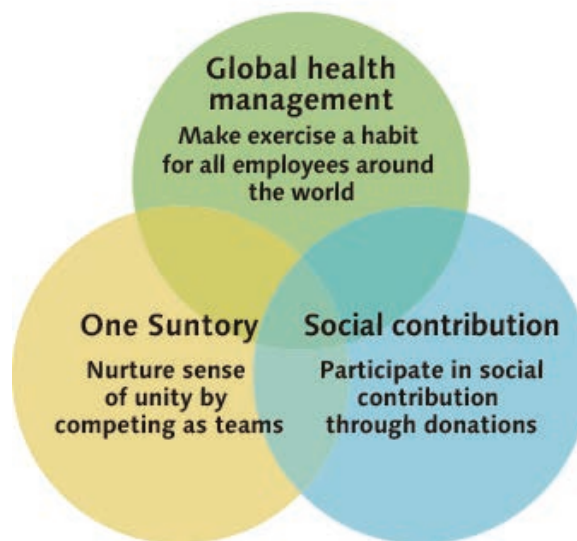 Global health
management
Make exercise a habit
for all employees around
the world
One Suntory
Nurture sense
of unity by
competing as teams
Social contribution
Participate in social
contribution
through donations